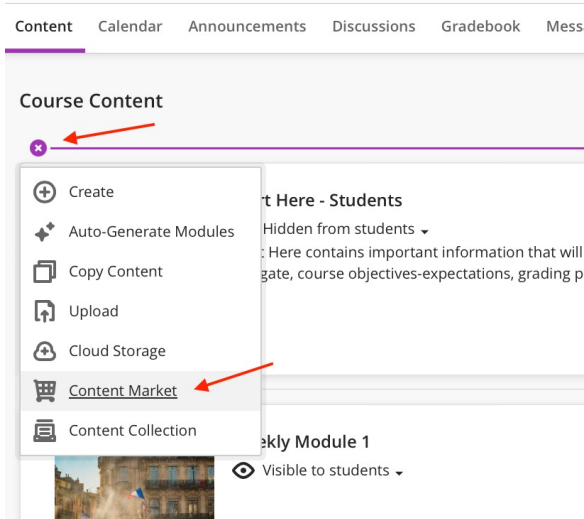 Content Calendar Announcements Discussions Gradebook Mess
Course Content
Create
Auto-Generate Modules
Copy Content
Upload
Cloud Storage
Content Market
Content Collection
rt Here - Students
Hidden from students
: Here contains important information that will
gate, course objectives-expectations, grading p
ekly Module 1
Visible to students